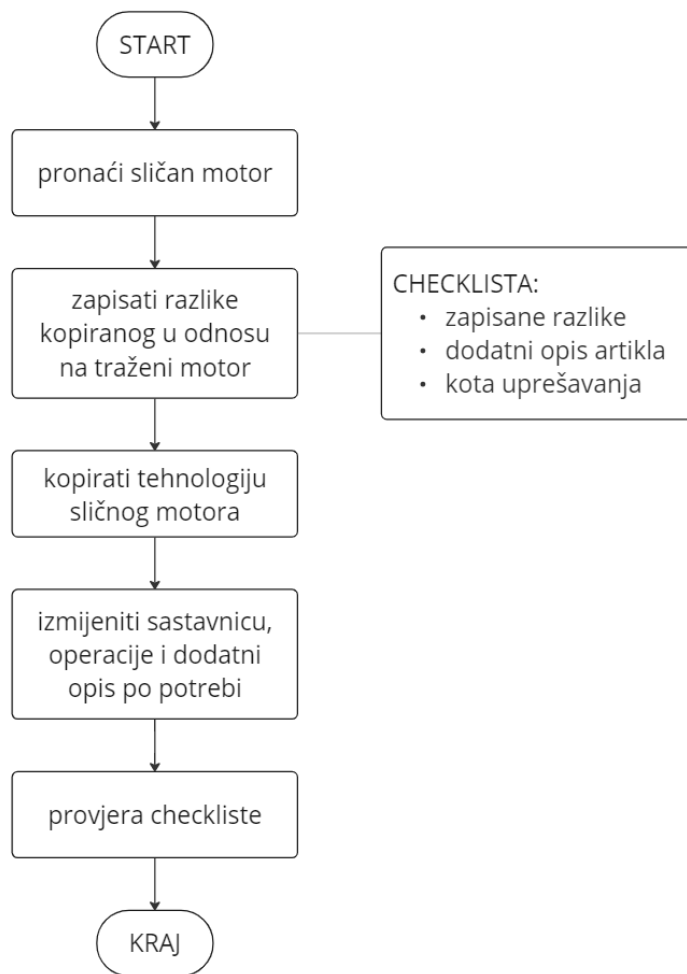 START
pronaći sličan motor
zapisati razlike
kopiranog u odnosu
na traženi motor
CHECKLISTA:
• zapisane razlike
• dodatni opis artikla
• kota uprešavanja
kopirati tehnologiju
sličnog motora
izmijeniti sastavnicu,
operacije i dodatni
opis po potrebi
provjera checkliste
KRAJ